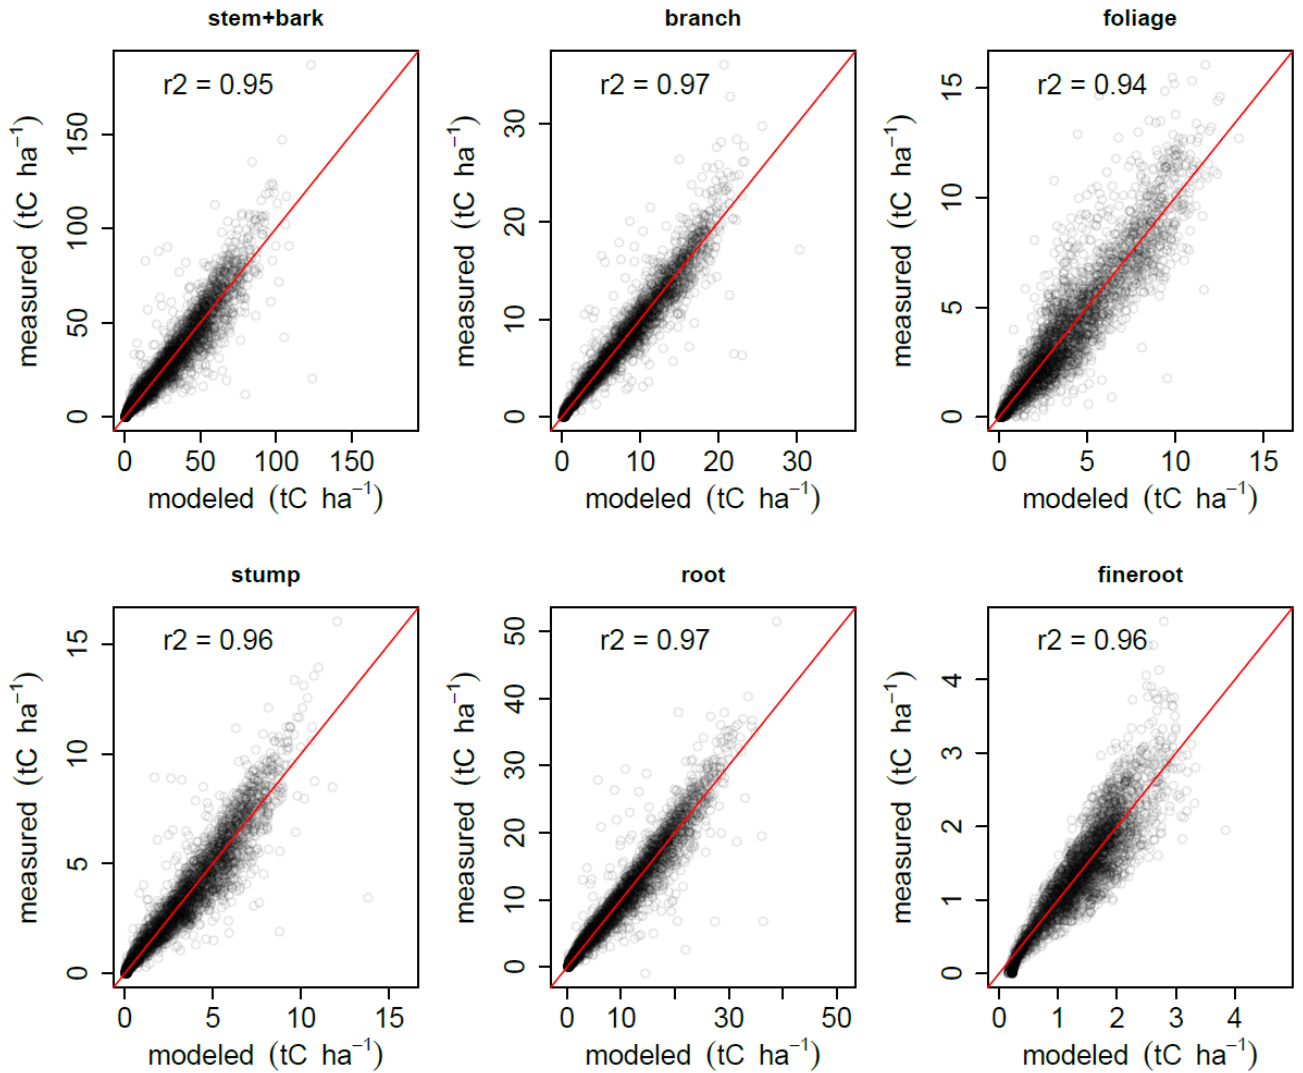 stem+bark
r2 = 0.95
measured (tC ha⁻¹)
0 50 100 150
0 50 100 150
modeled (tC ha⁻¹)
branch
r2 = 0.97
measured (tC ha⁻¹)
0 10 20 30
0 10 20 30
modeled (tC ha⁻¹)
foliage
r2 = 0.94
measured (tC ha⁻¹)
0 5 10 15
0 5 10 15
modeled (tC ha⁻¹)
stump
r2 = 0.96
measured (tC ha⁻¹)
0 5 10 15
0 5 10 15
modeled (tC ha⁻¹)
root
r2 = 0.97
measured (tC ha⁻¹)
0 10 20 30 40 50
0 10 30 50
modeled (tC ha⁻¹)
fineroot
r2 = 0.96
measured (tC ha⁻¹)
0 1 2 3 4
0 1 2 3 4
modeled (tC ha⁻¹)